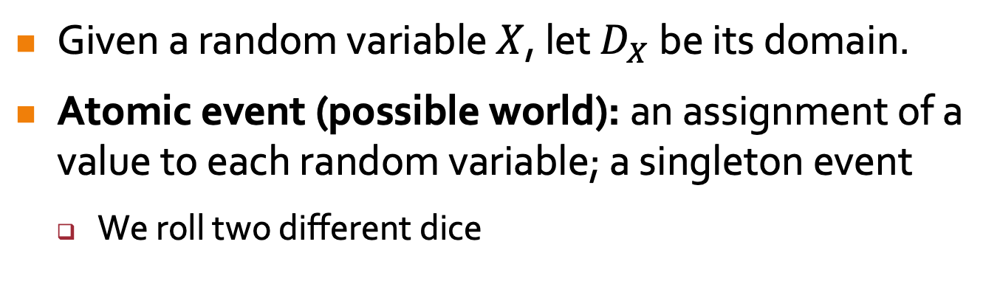 Given a random variable X, let D_X be its domain.
Atomic event (possible world): an assignment of a
value to each random variable; a singleton event
We roll two different dice